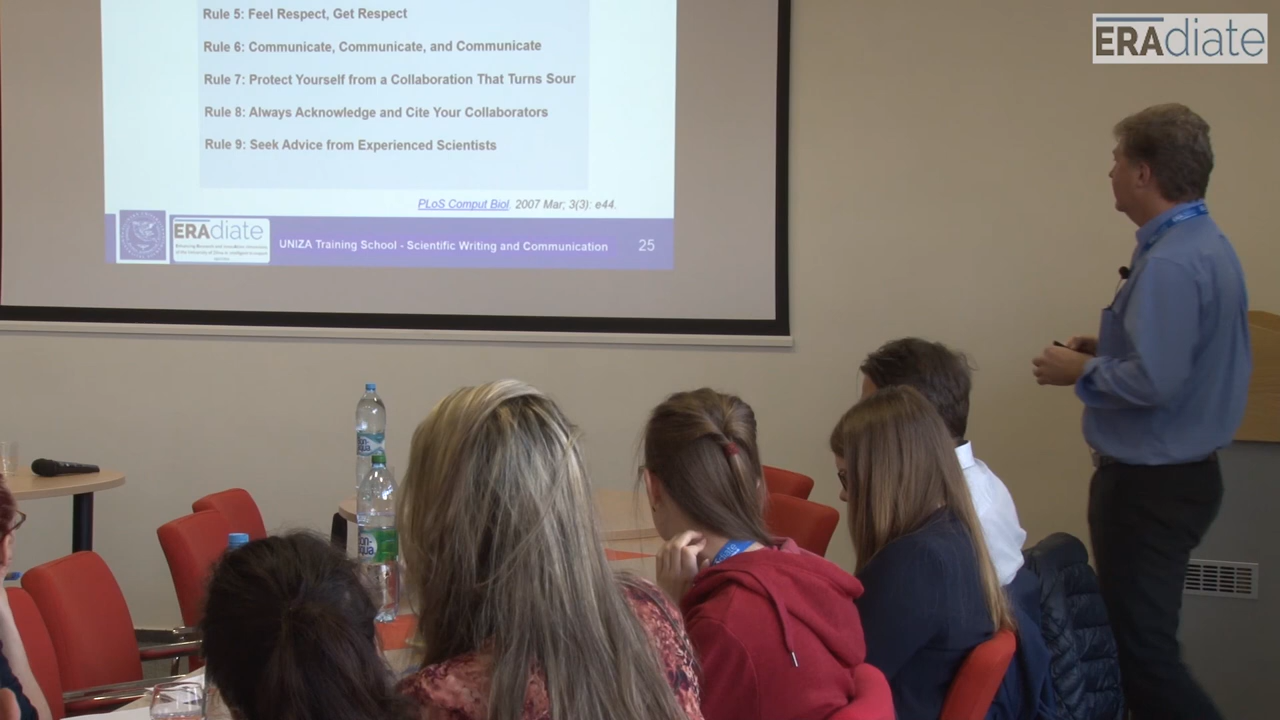 ERAdiate
Rule 5: Feel Respect, Get Respect
Rule 6: Communicate, Communicate, and Communicate
Rule 7: Protect Yourself from a Collaboration That Turns Sour
Rule 8: Always Acknowledge and Cite Your Collaborators
Rule 9: Seek Advice from Experienced Scientists
PLoS Comput Biol. 2007 Mar; 3(3): e44.
ERAdiate
UNIZA Training School - Scientific Writing and Communication 25